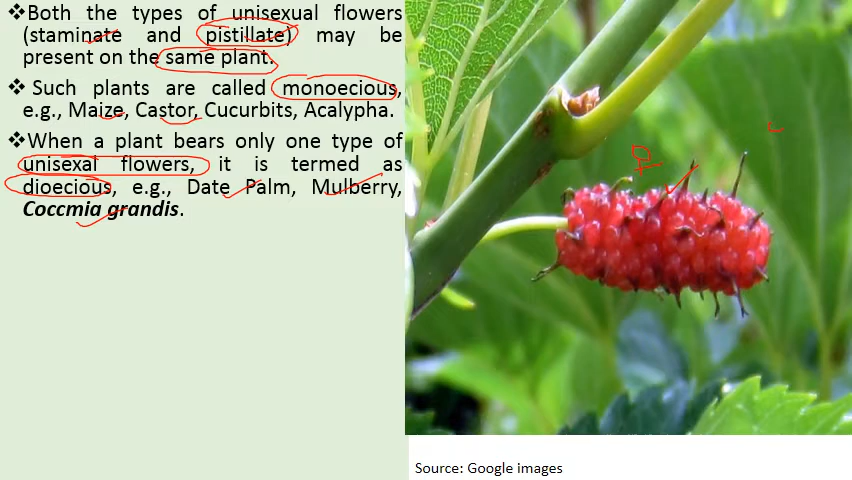 ❖Both the types of unisexual flowers
(staminate and pistillate) may be
present on the same plant.
❖ Such plants are called monoecious,
e.g., Maize, Castor, Cucurbits, Acalypha.
❖When a plant bears only one type of
unisexal flowers, it is termed as
dioecious, e.g., Date Palm, Mulberry,
Coccmia grandis.
♀
Source: Google images